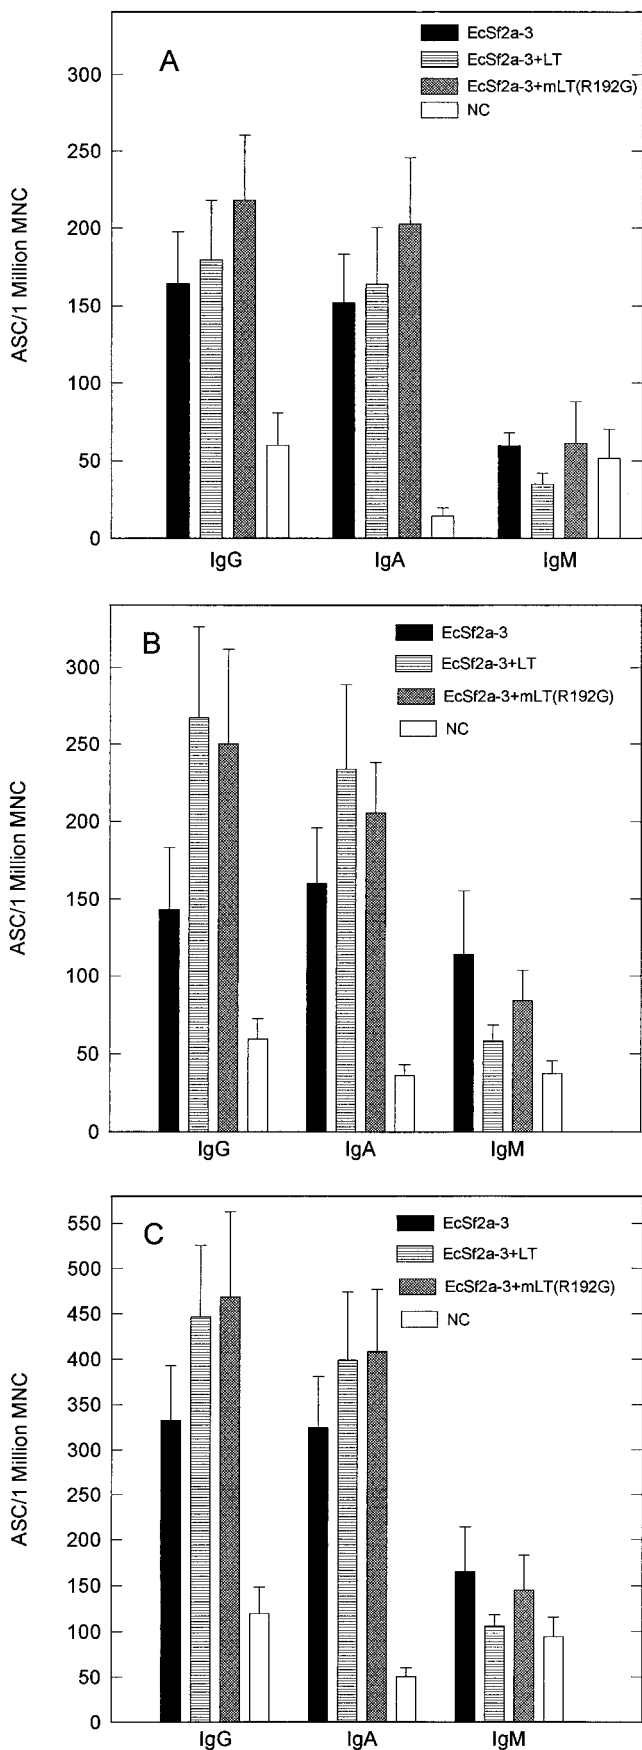 A
EcSf2a-3
EcSf2a-3+LT
EcSf2a-3+mLT(R192G)
NC
300
250
200
150
100
50
0
ASC/1 Million MNC
IgG IgA IgM
B
EcSf2a-3
EcSf2a-3+LT
EcSf2a-3+mLT(R192G)
NC
300
250
200
150
100
50
0
ASC/1 Million MNC
IgG IgA IgM
C
EcSf2a-3
EcSf2a-3+LT
EcSf2a-3+mLT(R192G)
NC
550
500
450
400
350
300
250
200
150
100
50
0
ASC/1 Million MNC
IgG IgA IgM